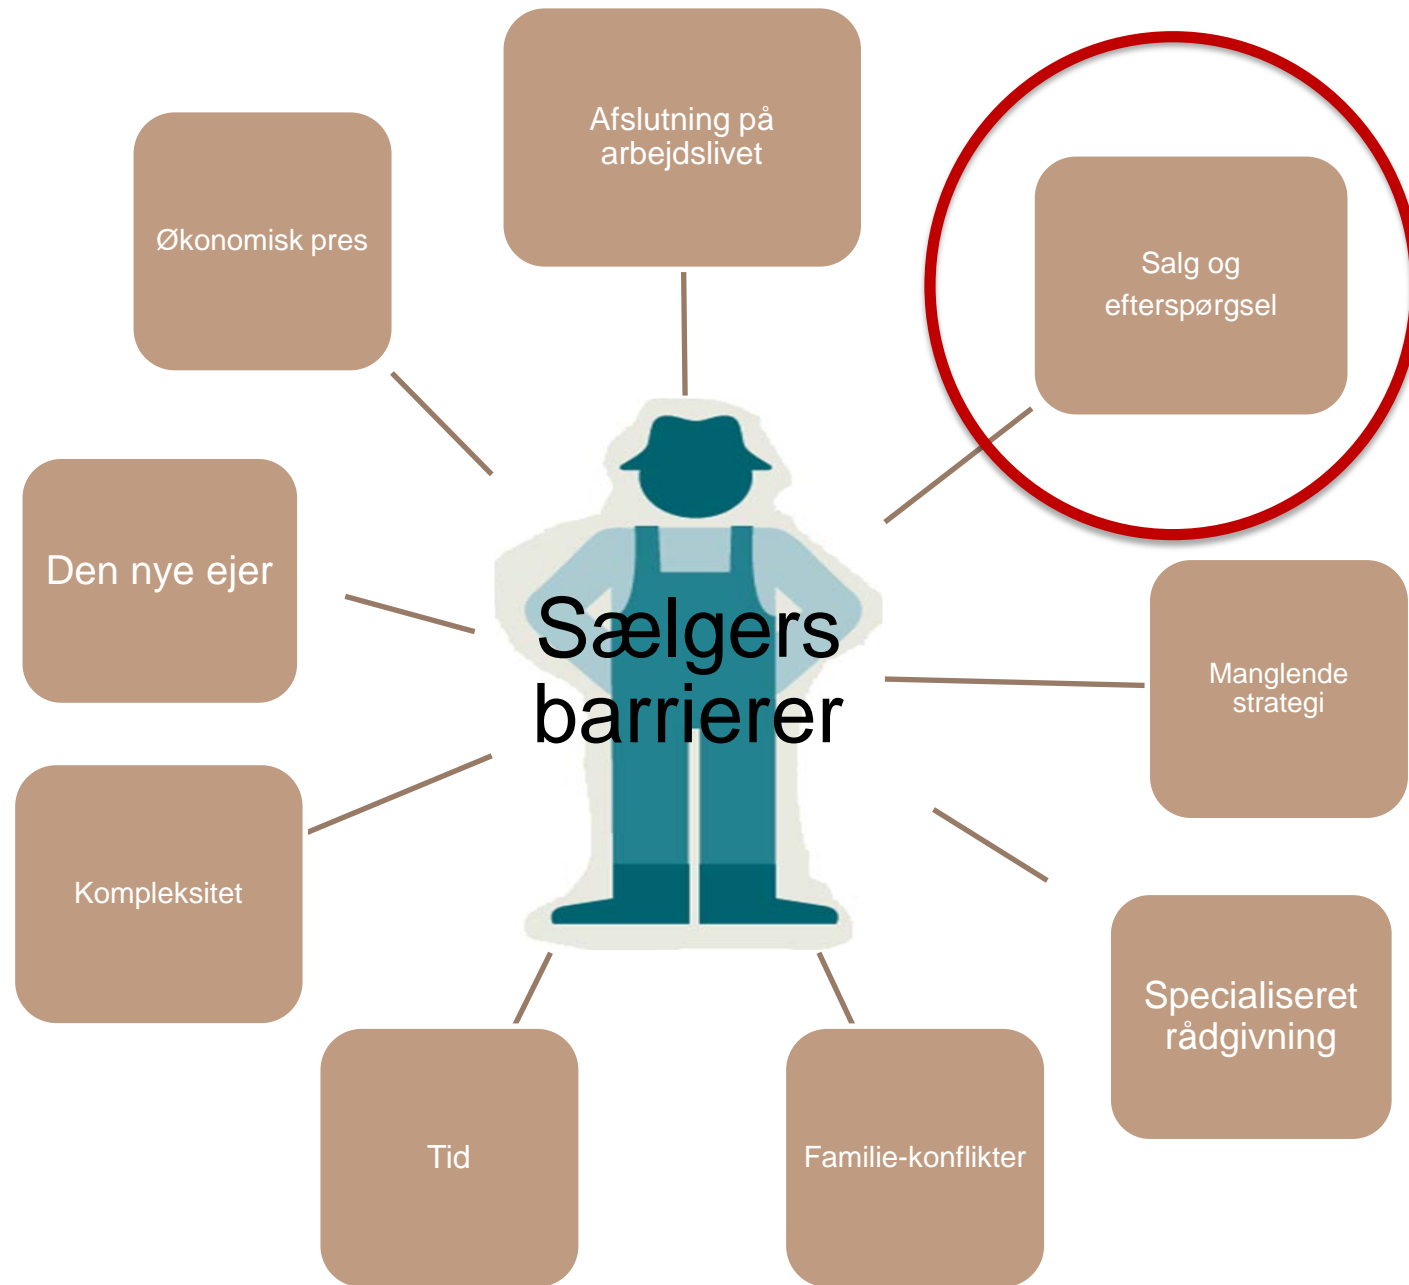 Afslutning på
arbejdslivet
Økonomisk pres
Salg og
efterspørgsel
Den nye ejer
Sælgers
barrierer
Manglende
strategi
Kompleksitet
Specialiseret
rådgivning
Tid
Familie-konflikter